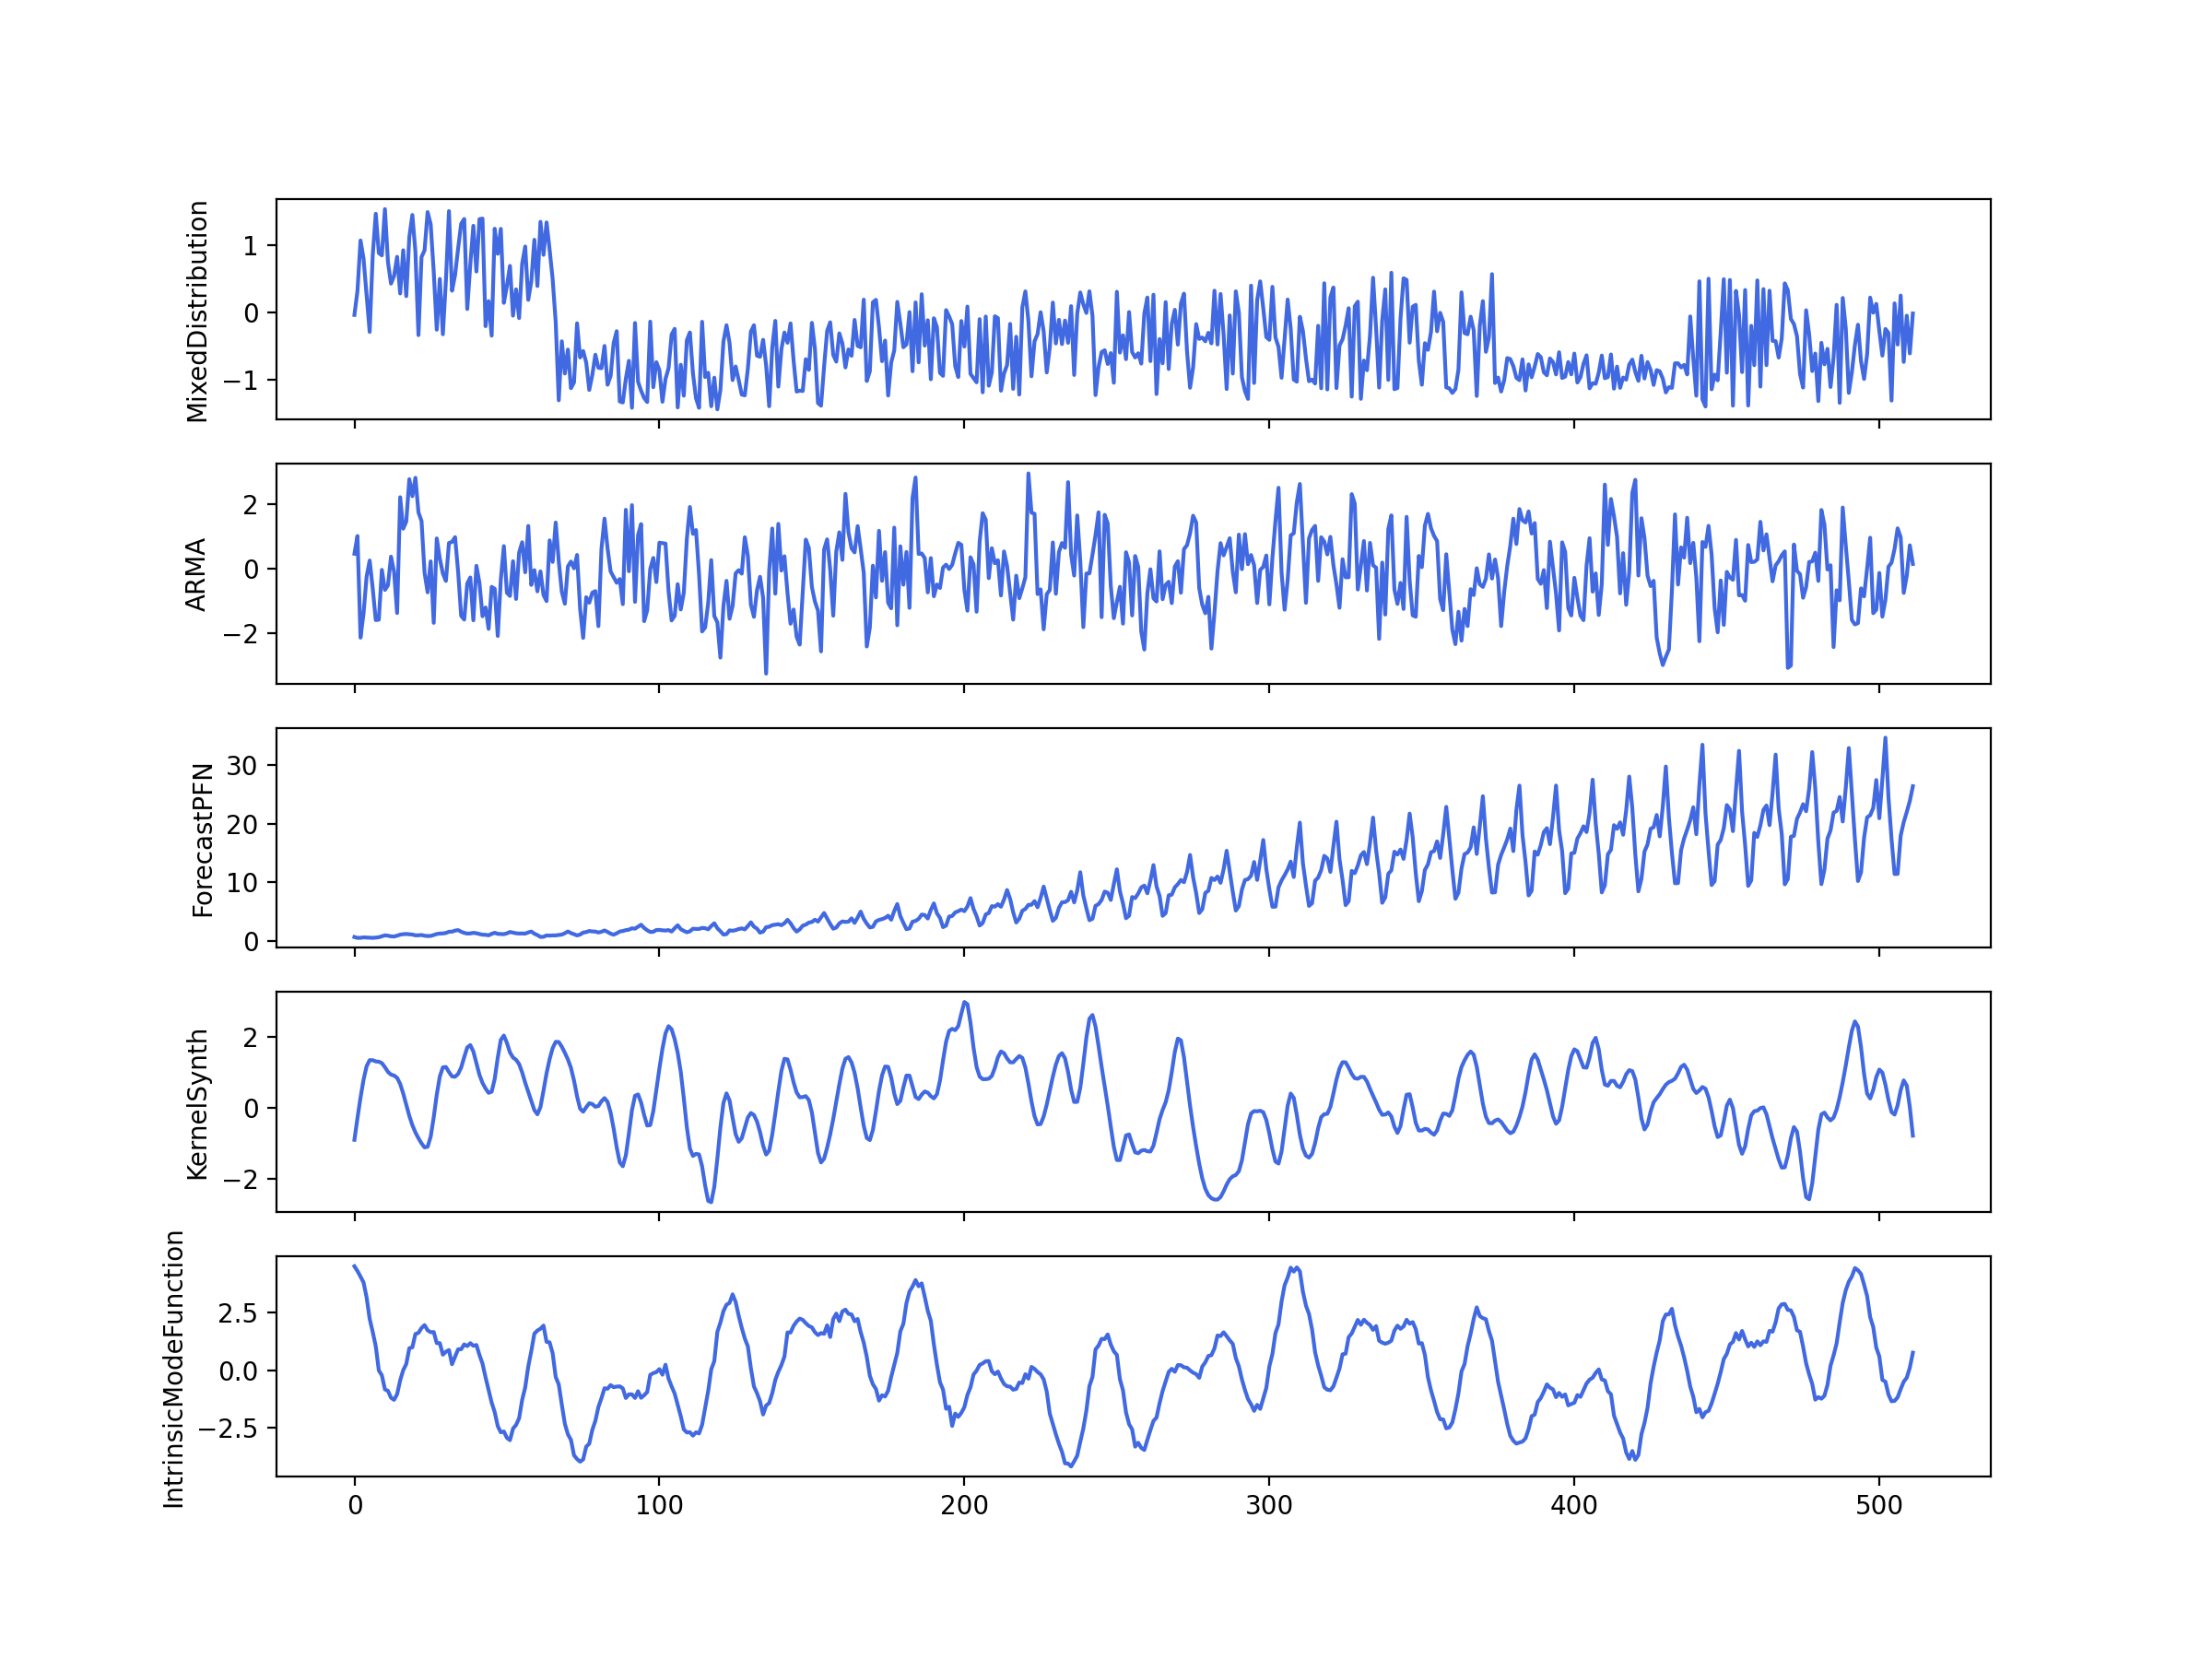 MixedDistribution
1
0
−1
ARMA
2
0
−2
ForecastPFN
30
20
10
0
KernelSynth
2
0
−2
IntrinsicModeFunction
2.5
0.0
−2.5
0 100 200 300 400 500